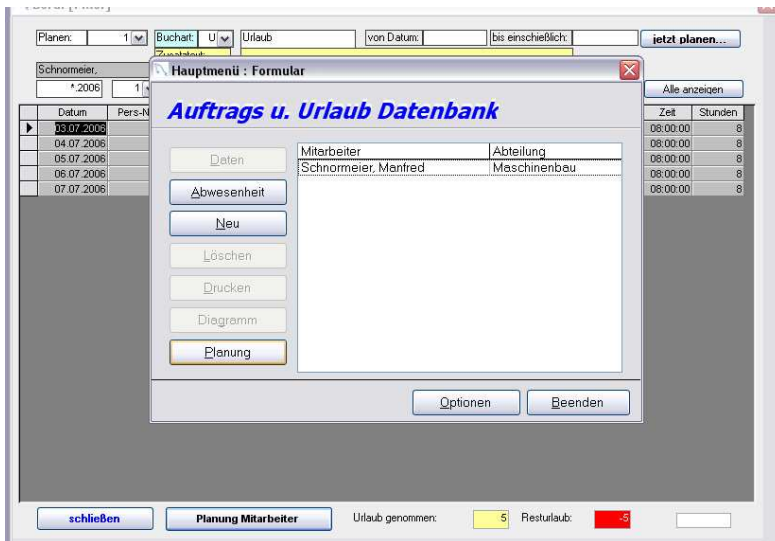 Planen: 1 Buchart: U Urlaub von Datum: bis einschießlich: jetzt planen...
Schnormeier,
*.2006 1 Alle anzeigen
Datum Pers-N Zeit Stunden
03.07.2006 08:00:00 8
04.07.2006 08:00:00 8
05.07.2006 08:00:00 8
06.07.2006 08:00:00 8
07.07.2006 08:00:00 8
Hauptmenü : Formular
Auftrags u. Urlaub Datenbank
Mitarbeiter Abteilung
Schnormeier, Manfred Maschinenbau
Daten
Abwesenheit
Neu
Löschen
Drucken
Diagramm
Planung
Optionen Beenden
schließen Planung Mitarbeiter Urlaub genommen: 5 Resturlaub: -5